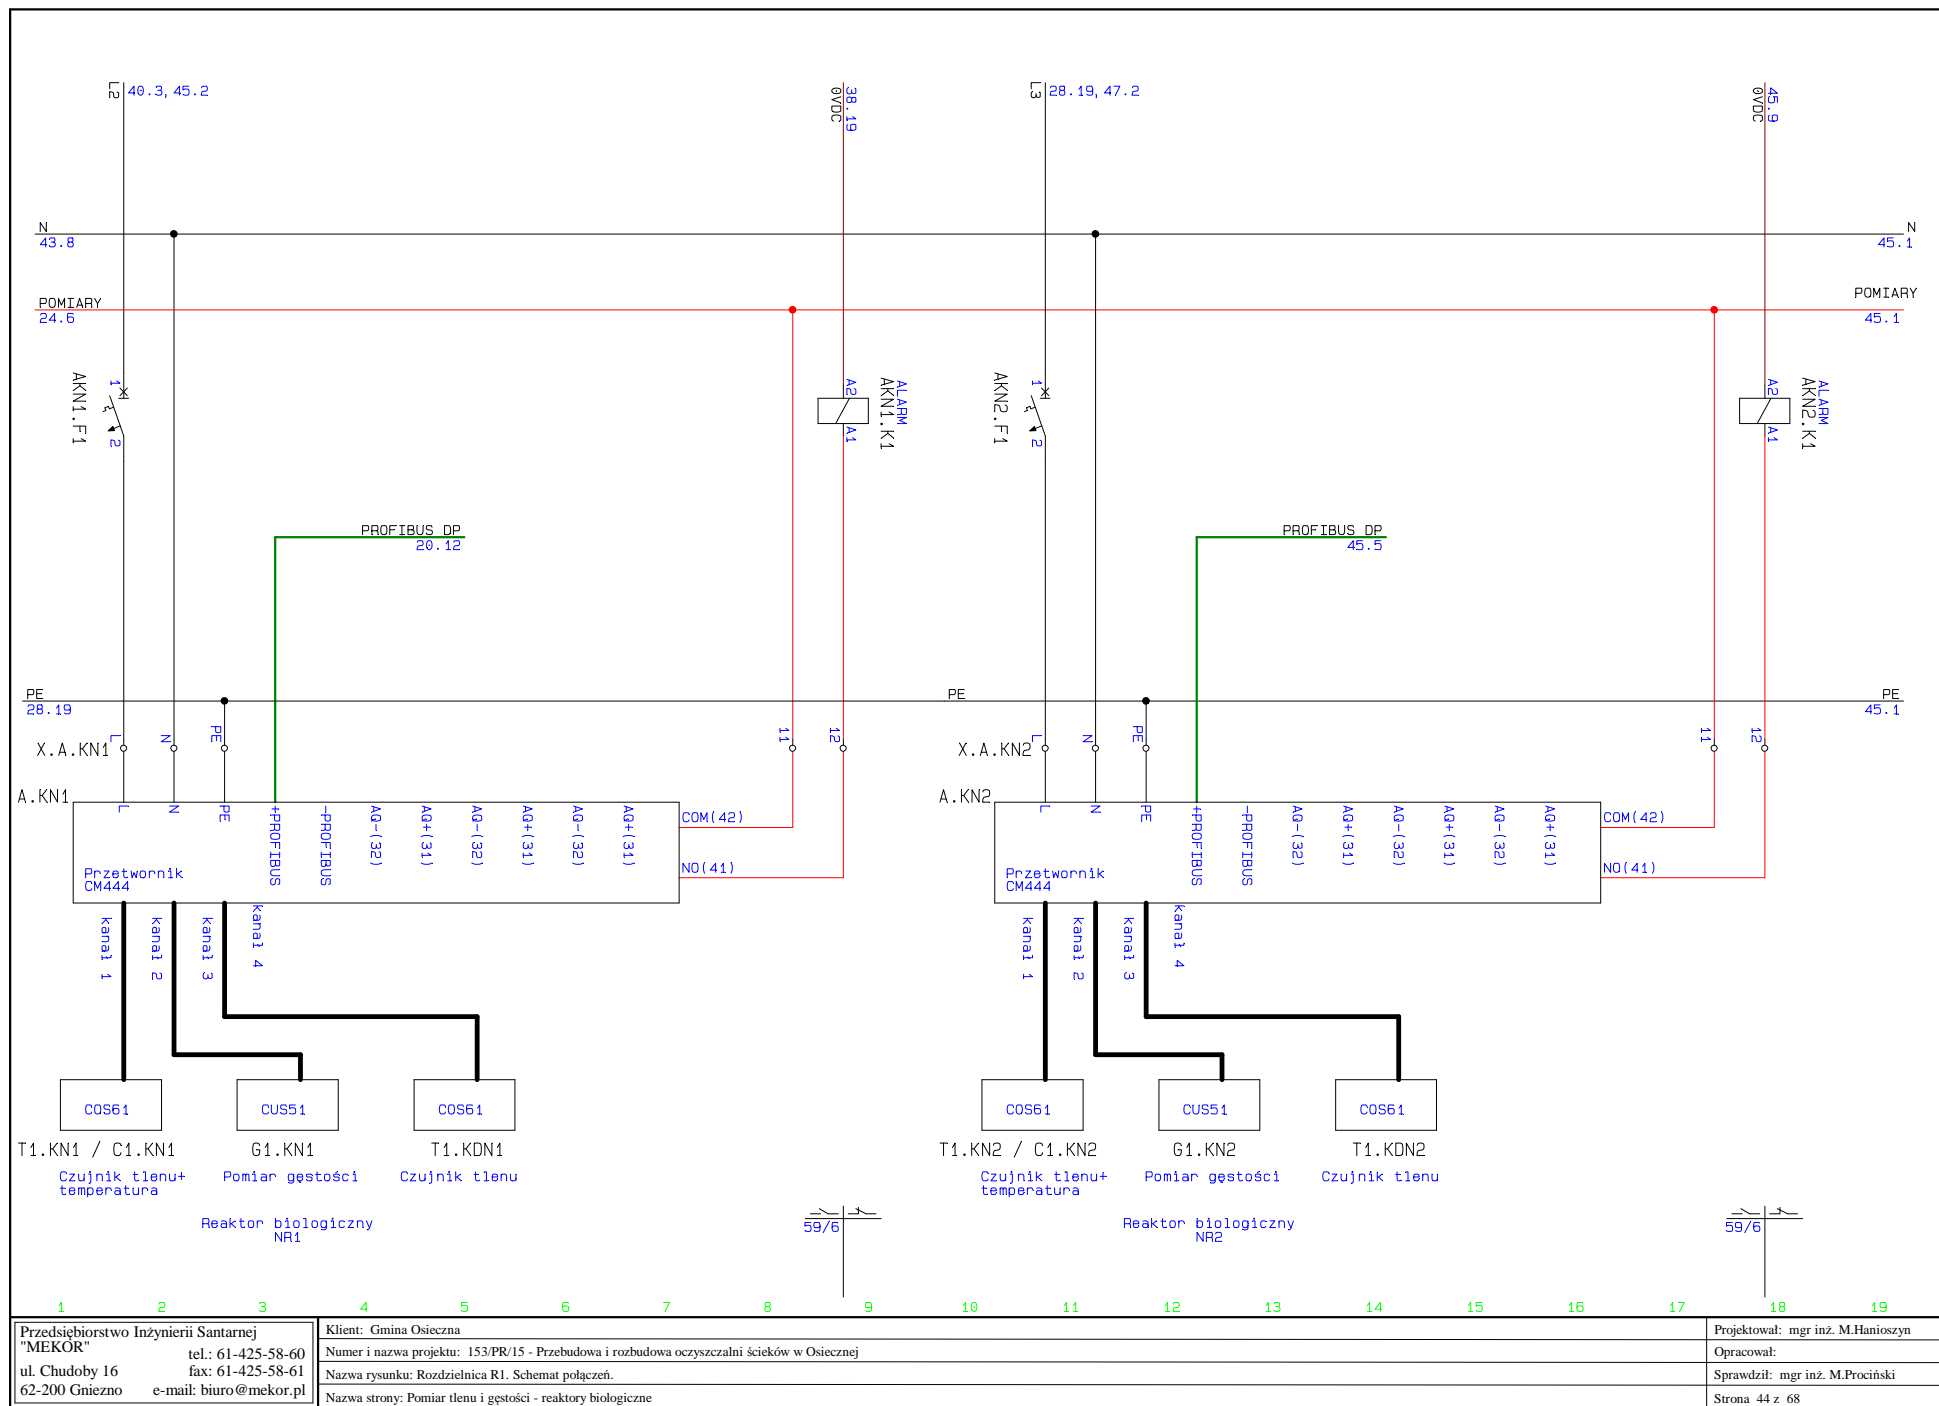 L2 40.3, 45.2
0VDC 38.19
L3 28.19, 47.2
0VDC 45.9
N
43.8
N
45.1
POMIARY
24.6
POMIARY
45.1
AKN1.F1 1 2
A2 A1 ALARM AKN1.K1
AKN2.F1 1 2
A2 A1 ALARM AKN2.K1
PROFIBUS DP
20.12
PROFIBUS DP
45.5
PE
28.19
PE
PE
45.1
X.A.KN1 L N PE 11 12
X.A.KN2 L N PE 11 12
A.KN1 L N PE +PROFIBUS -PROFIBUS AQ-(32) AQ+(31) AQ-(32) AQ+(31) AQ-(32) AQ+(31)
COM(42)
NO(41)
Przetwornik
CM444
A.KN2 L N PE +PROFIBUS -PROFIBUS AQ-(32) AQ+(31) AQ-(32) AQ+(31) AQ-(32) AQ+(31)
COM(42)
NO(41)
Przetwornik
CM444
kanał 1 kanał 2 kanał 3 kanał 4
kanał 1 kanał 2 kanał 3 kanał 4
COS61 CUS51 COS61
COS61 CUS51 COS61
T1.KN1 / C1.KN1 G1.KN1 T1.KDN1
T1.KN2 / C1.KN2 G1.KN2 T1.KDN2
Czujnik tlenu+
temperatura
Pomiar gęstości
Czujnik tlenu
Czujnik tlenu+
temperatura
Pomiar gęstości
Czujnik tlenu
Reaktor biologiczny
NR1
59/6
Reaktor biologiczny
NR2
59/6
1 2 3 4 5 6 7 8 9 10 11 12 13 14 15 16 17 18 19
Przedsiębiorstwo Inżynierii Santarnej
"MEKOR"
tel.: 61-425-58-60
ul. Chudoby 16 fax: 61-425-58-61
62-200 Gniezno e-mail: biuro@mekor.pl
Klient: Gmina Osieczna
Numer i nazwa projektu: 153/PR/15 - Przebudowa i rozbudowa oczyszczalni ścieków w Osiecznej
Nazwa rysunku: Rozdzielnica R1. Schemat połączeń.
Nazwa strony: Pomiar tlenu i gęstości - reaktory biologiczne
Projektował: mgr inż. M.Hanioszyn
Opracował:
Sprawdził: mgr inż. M.Prociński
Strona 44 z 68